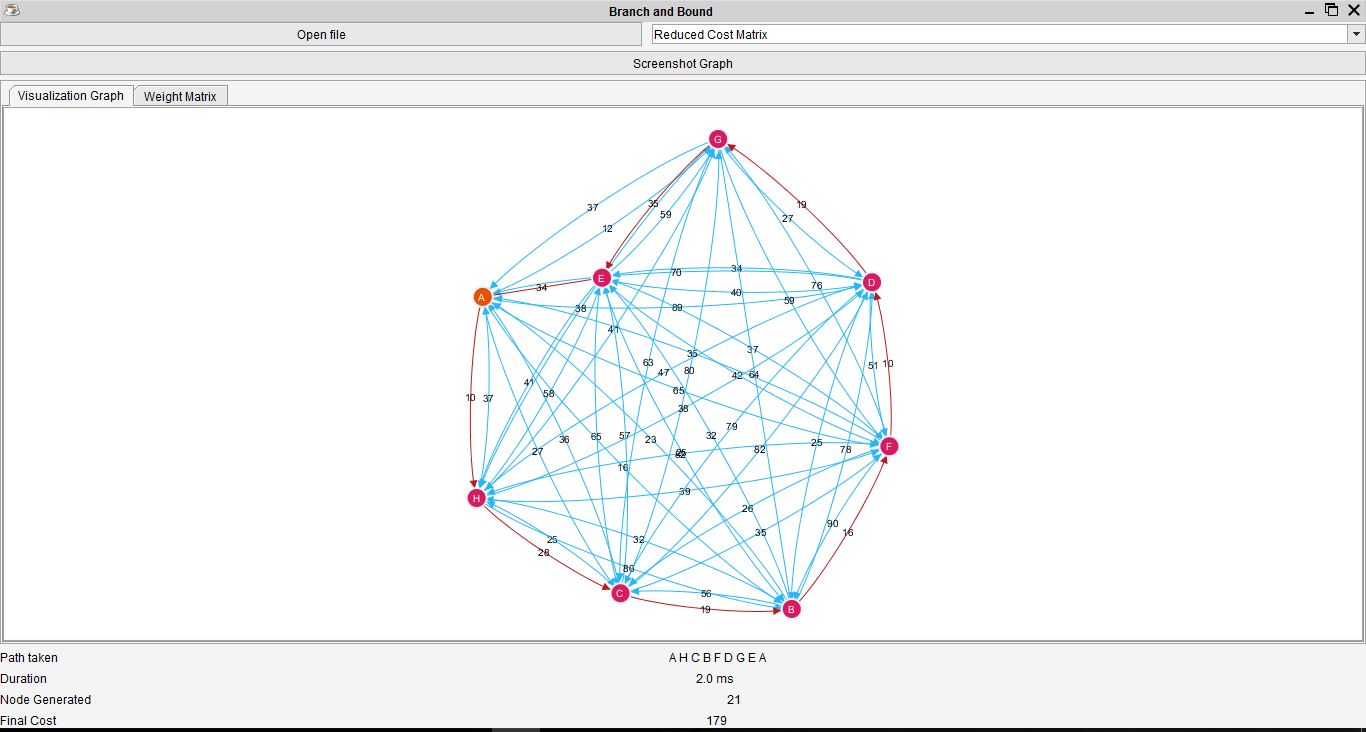 Branch and Bound
Open file
Reduced Cost Matrix
Screenshot Graph
Visualization Graph
Weight Matrix
G
37
35
19
59
27
12
70
34
E
D
34
40
76
A
59
38
89
41
37
35
63
51
10
47
80
42
64
41
65
58
10
37
38
79
36
65
57
23
32
25
78
F
27
82
16
39
H
26
90
25
32
35
16
28
80
C
56
19
B
Path taken
A H C B F D G E A
Duration
2.0 ms
Node Generated
21
Final Cost
179